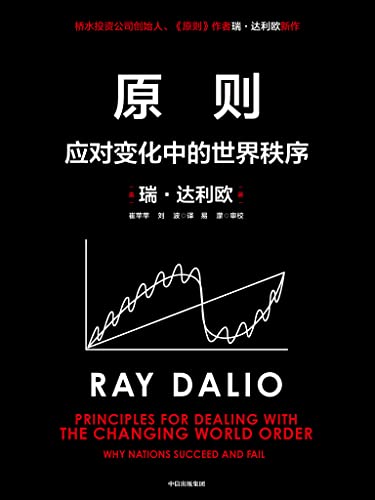 桥水投资公司创始人、《原则》作者瑞·达利欧新作
原 则
应对变化中的世界秩序
[美] 瑞·达利欧 著
崔苹苹 刘 波◎译 易 濛◎审校
RAY DALIO
PRINCIPLES FOR DEALING WITH
THE CHANGING WORLD ORDER
WHY NATIONS SUCCEED AND FAIL
中信出版集团